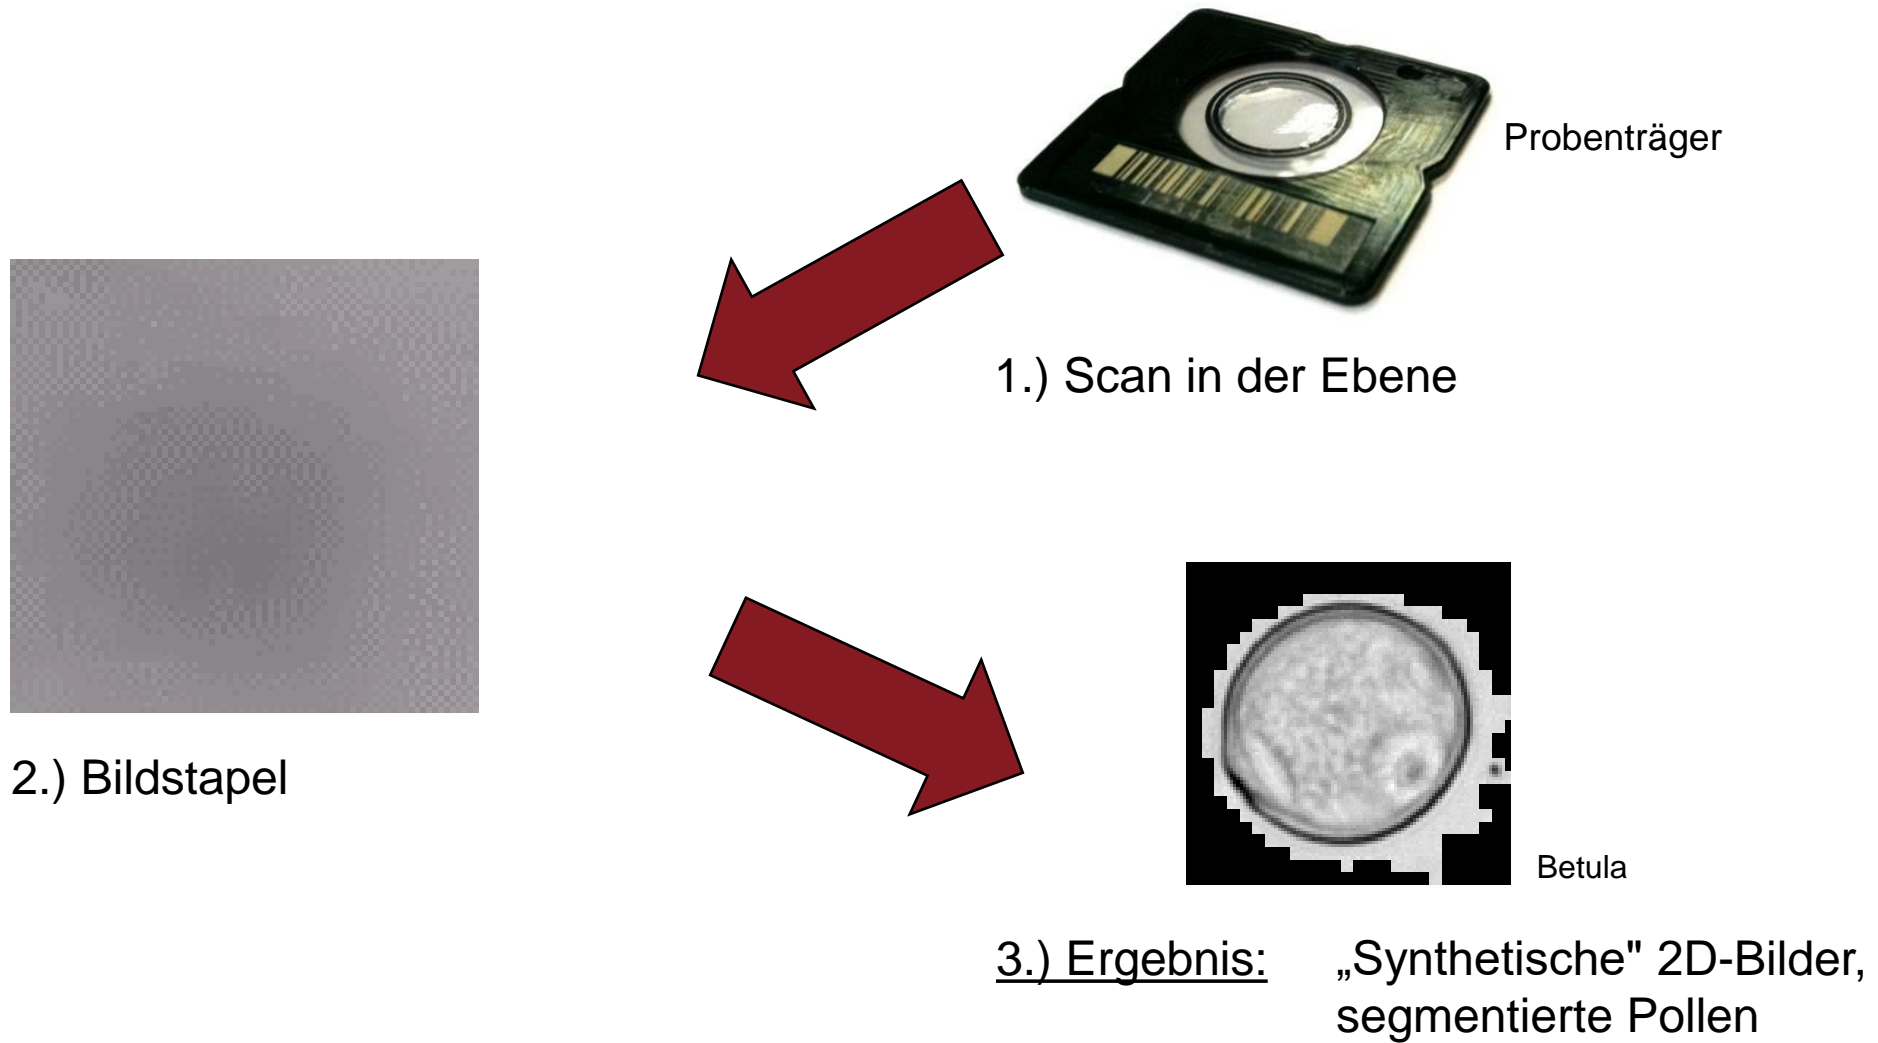 Probenträger
1.) Scan in der Ebene
2.) Bildstapel
Betula
3.) Ergebnis: „Synthetische" 2D-Bilder,
segmentierte Pollen